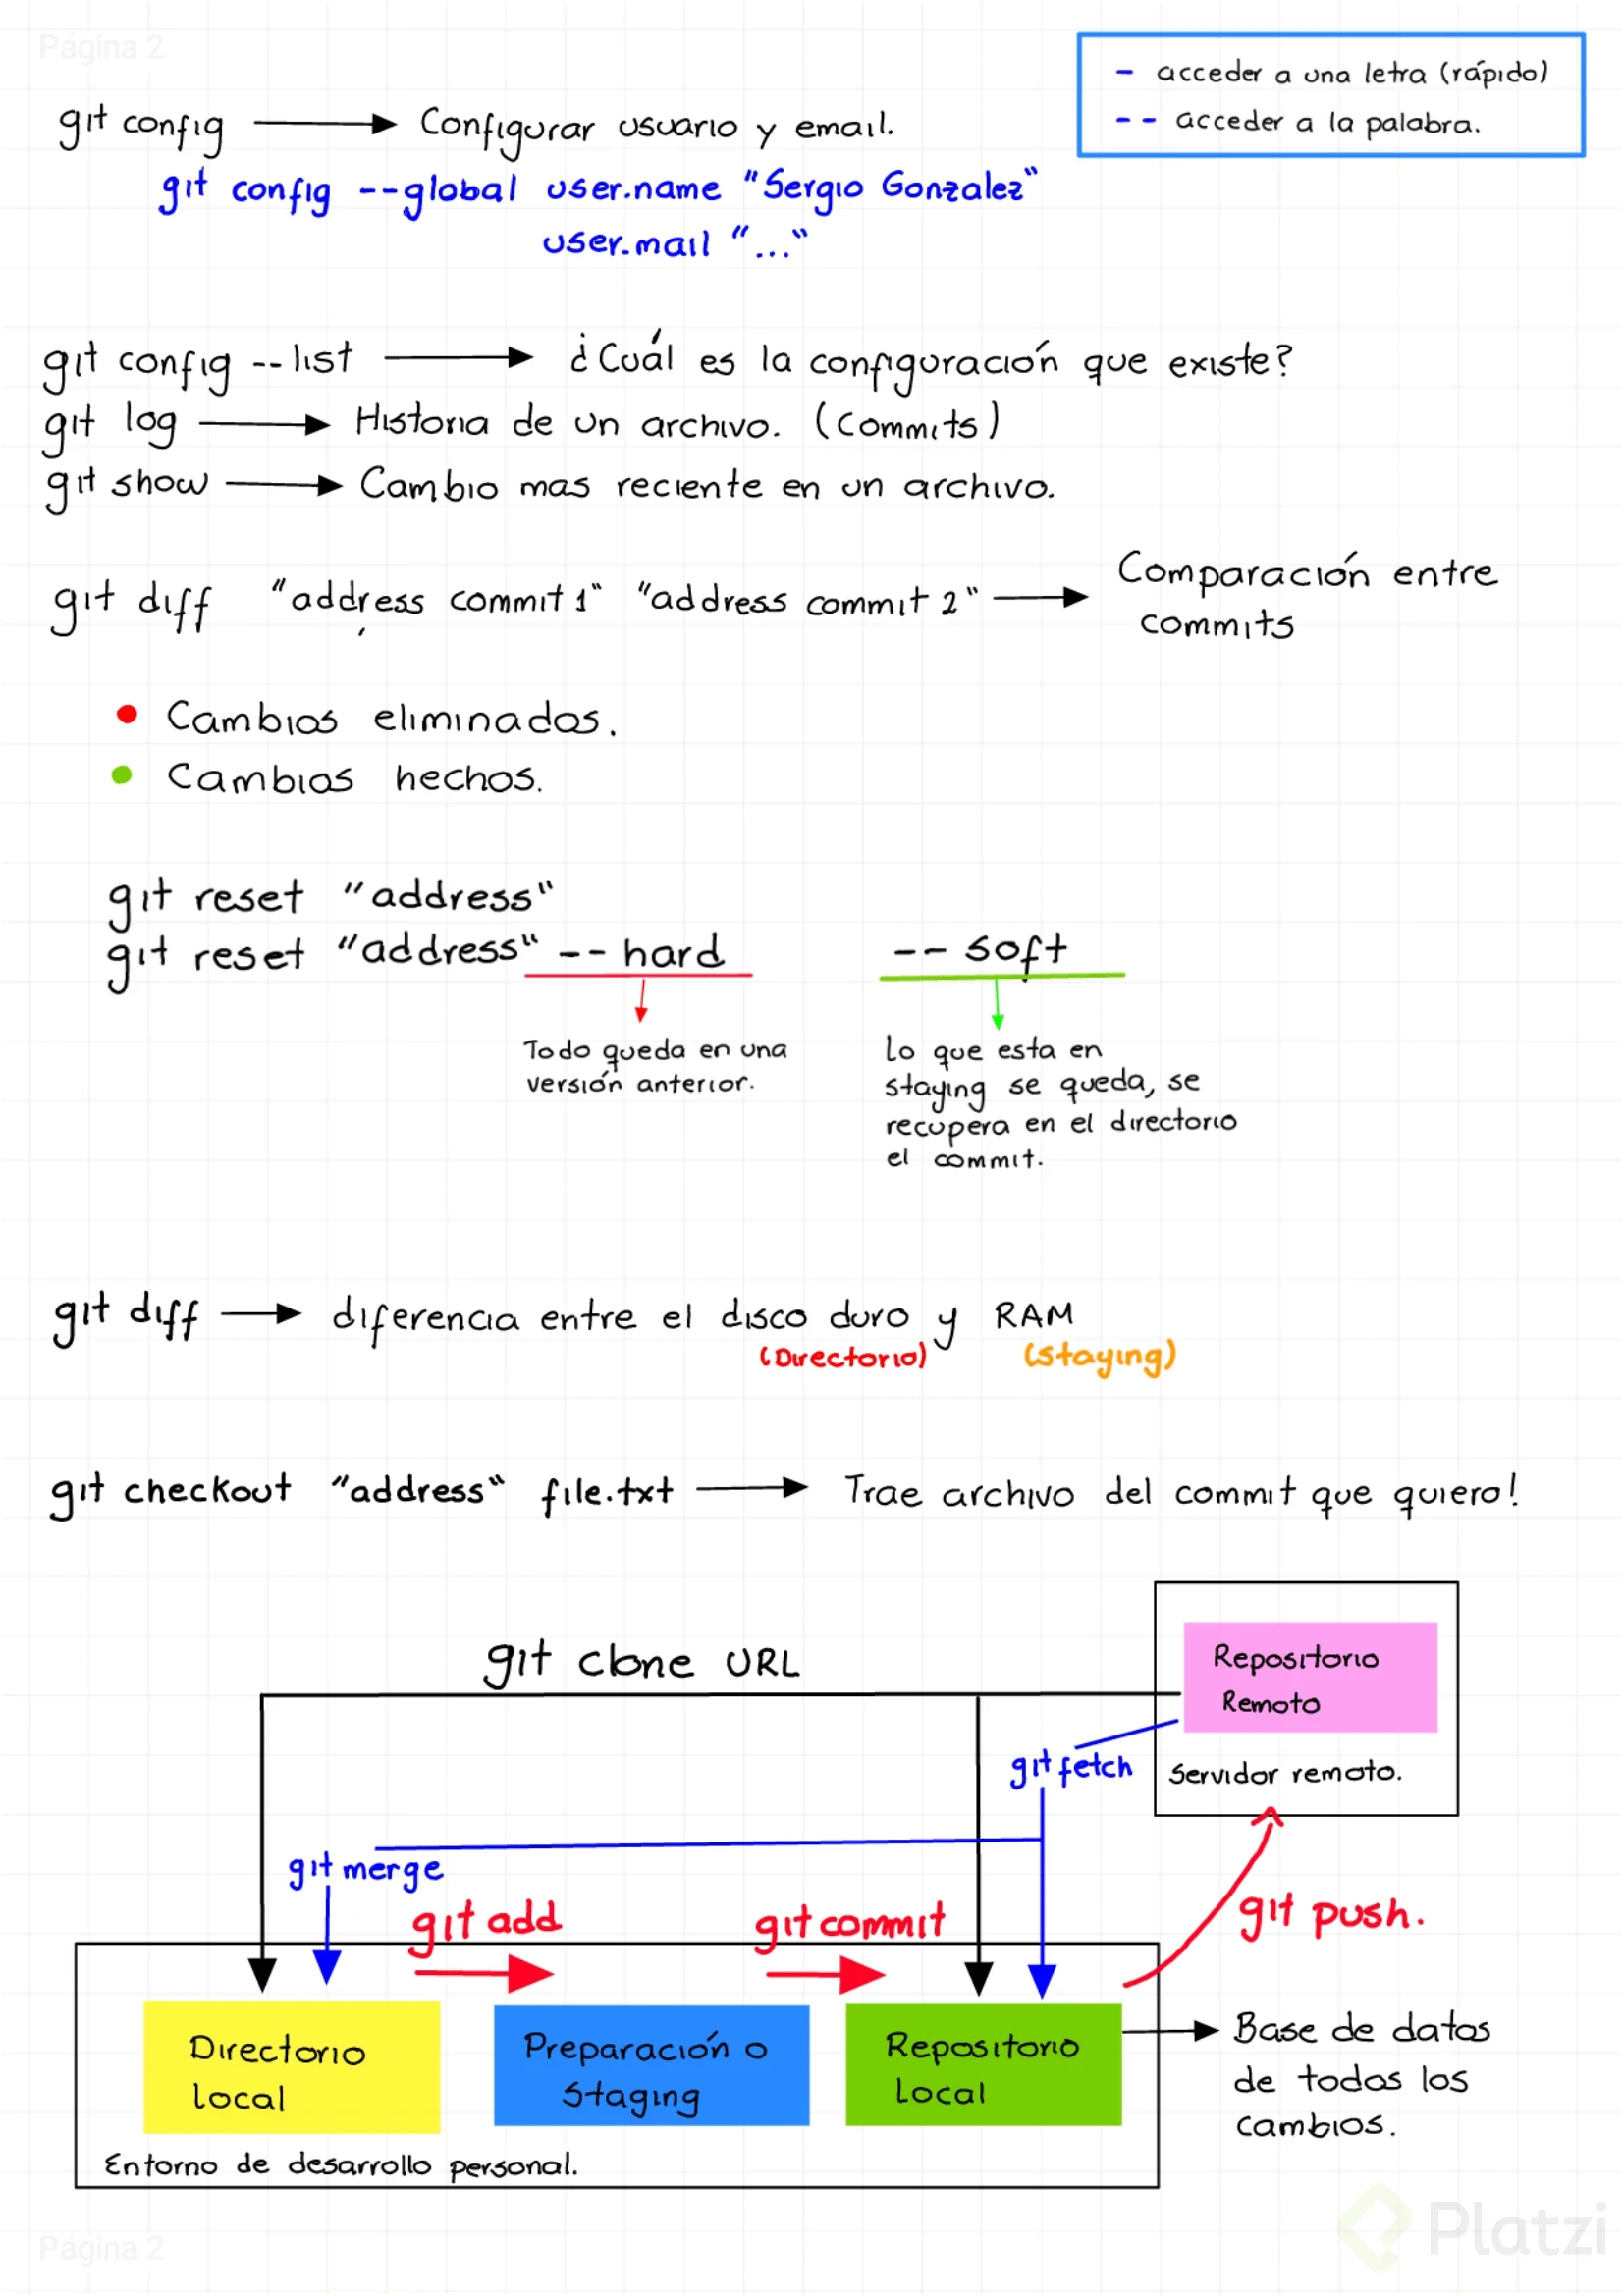 Página 2
- acceder a una letra (rápido)
-- acceder a la palabra.
git config → Configurar usuario y email.
git config --global user.name "Sergio Gonzalez"
user.mail "..."
git config --list → ¿Cuál es la configuración que existe?
git log → Historia de un archivo. (Commits)
git show → Cambio mas reciente en un archivo.
git diff "address commit 1" "address commit 2" → Comparación entre
commits
• Cambios eliminados.
• Cambios hechos.
git reset "address"
git reset "address" --hard -- soft
Todo queda en una
versión anterior.
Lo que esta en
staying se queda, se
recupera en el directorio
el commit.
git diff → diferencia entre el disco duro y RAM
(Directorio) (staying)
git checkout "address" file.txt → Trae archivo del commit que quiero!
git clone URL
Repositorio
Remoto
Servidor remoto.
git fetch
git merge
git add
git commit
git push.
Directorio
local
Preparación o
Staging
Repositorio
Local
Base de datos
de todos los
cambios.
Entorno de desarrollo personal.
Página 2
Platzi